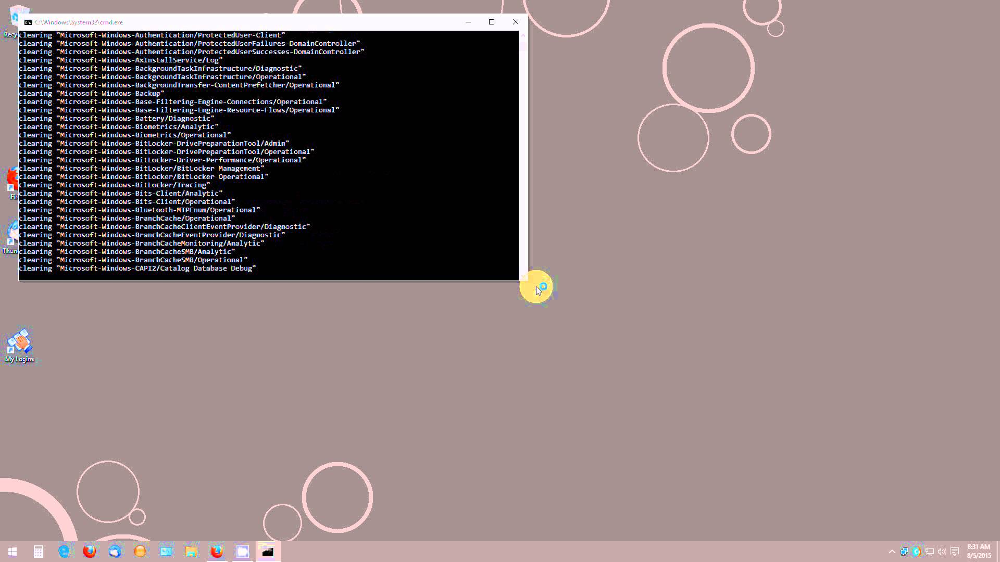 C:\Windows\System32\cmd.exe
clearing "Microsoft-Windows-Authentication/ProtectedUser-Client"
clearing "Microsoft-Windows-Authentication/ProtectedUserFailures-DomainController"
clearing "Microsoft-Windows-Authentication/ProtectedUserSuccesses-DomainController"
clearing "Microsoft-Windows-AxInstallService/Log"
clearing "Microsoft-Windows-BackgroundTaskInfrastructure/Diagnostic"
clearing "Microsoft-Windows-BackgroundTaskInfrastructure/Operational"
clearing "Microsoft-Windows-BackgroundTransfer-ContentPrefetcher/Operational"
clearing "Microsoft-Windows-Backup"
clearing "Microsoft-Windows-Base-Filtering-Engine-Connections/Operational"
clearing "Microsoft-Windows-Base-Filtering-Engine-Resource-Flows/Operational"
clearing "Microsoft-Windows-Battery/Diagnostic"
clearing "Microsoft-Windows-Biometrics/Analytic"
clearing "Microsoft-Windows-Biometrics/Operational"
clearing "Microsoft-Windows-BitLocker-DrivePreparationTool/Admin"
clearing "Microsoft-Windows-BitLocker-DrivePreparationTool/Operational"
clearing "Microsoft-Windows-BitLocker-Driver-Performance/Operational"
clearing "Microsoft-Windows-BitLocker/BitLocker Management"
clearing "Microsoft-Windows-BitLocker/BitLocker Operational"
clearing "Microsoft-Windows-BitLocker/Tracing"
clearing "Microsoft-Windows-Bits-Client/Analytic"
clearing "Microsoft-Windows-Bits-Client/Operational"
clearing "Microsoft-Windows-Bluetooth-MTPEnum/Operational"
clearing "Microsoft-Windows-BranchCache/Operational"
clearing "Microsoft-Windows-BranchCacheClientEventProvider/Diagnostic"
clearing "Microsoft-Windows-BranchCacheEventProvider/Diagnostic"
clearing "Microsoft-Windows-BranchCacheMonitoring/Analytic"
clearing "Microsoft-Windows-BranchCacheSMB/Analytic"
clearing "Microsoft-Windows-BranchCacheSMB/Operational"
clearing "Microsoft-Windows-CAPI2/Catalog Database Debug"
Recy
Fire
Thun
My Logins
8:31 AM
8/5/2015